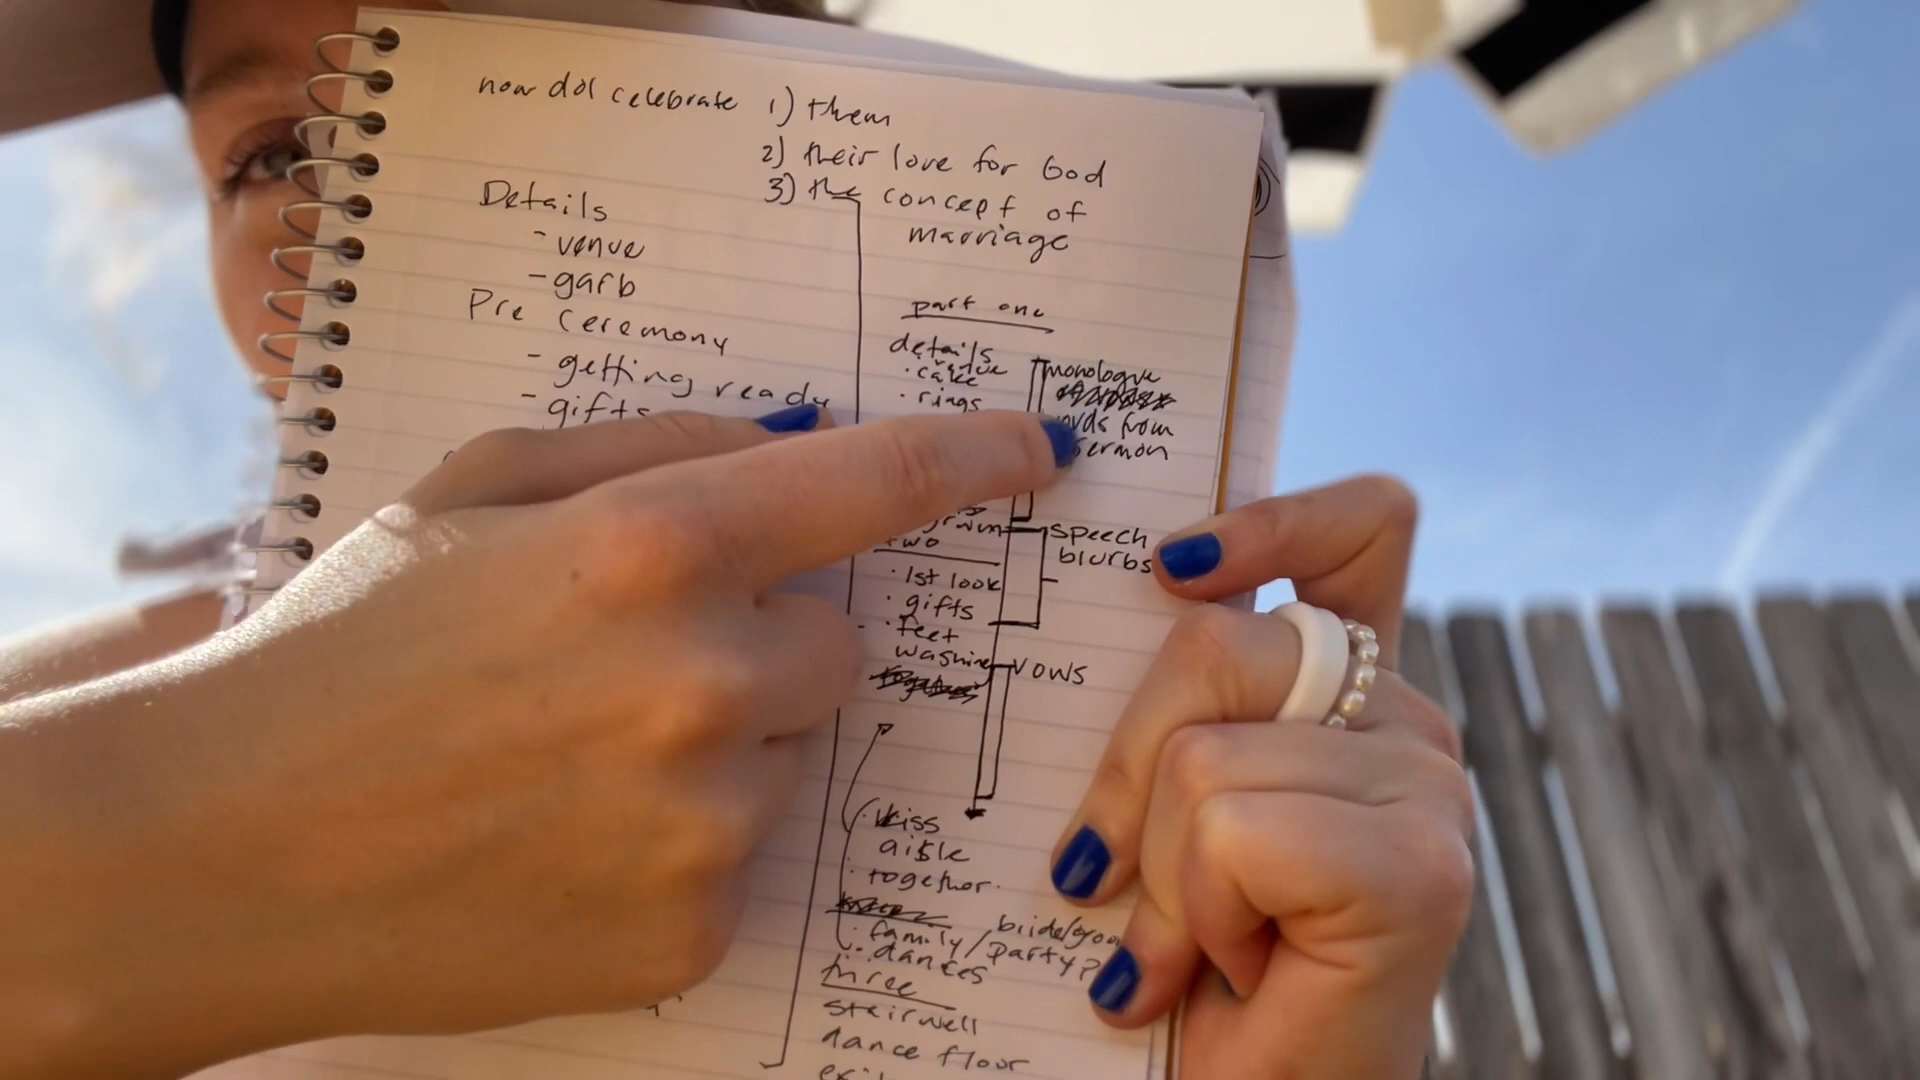 how do I celebrate 1) them
2) their love for God
3) the concept of
marriage
Details
- venue
- garb
Pre Ceremony
- getting ready
- gifts
part one
details
· cake
· rings
monologue
words from
sermon
two
· 1st look
· gifts
· feet
washing
speech
blurbs
vows
· kiss
aisle
· together
· family/
· dances
bride/
party?
three
stairwell
dance floor